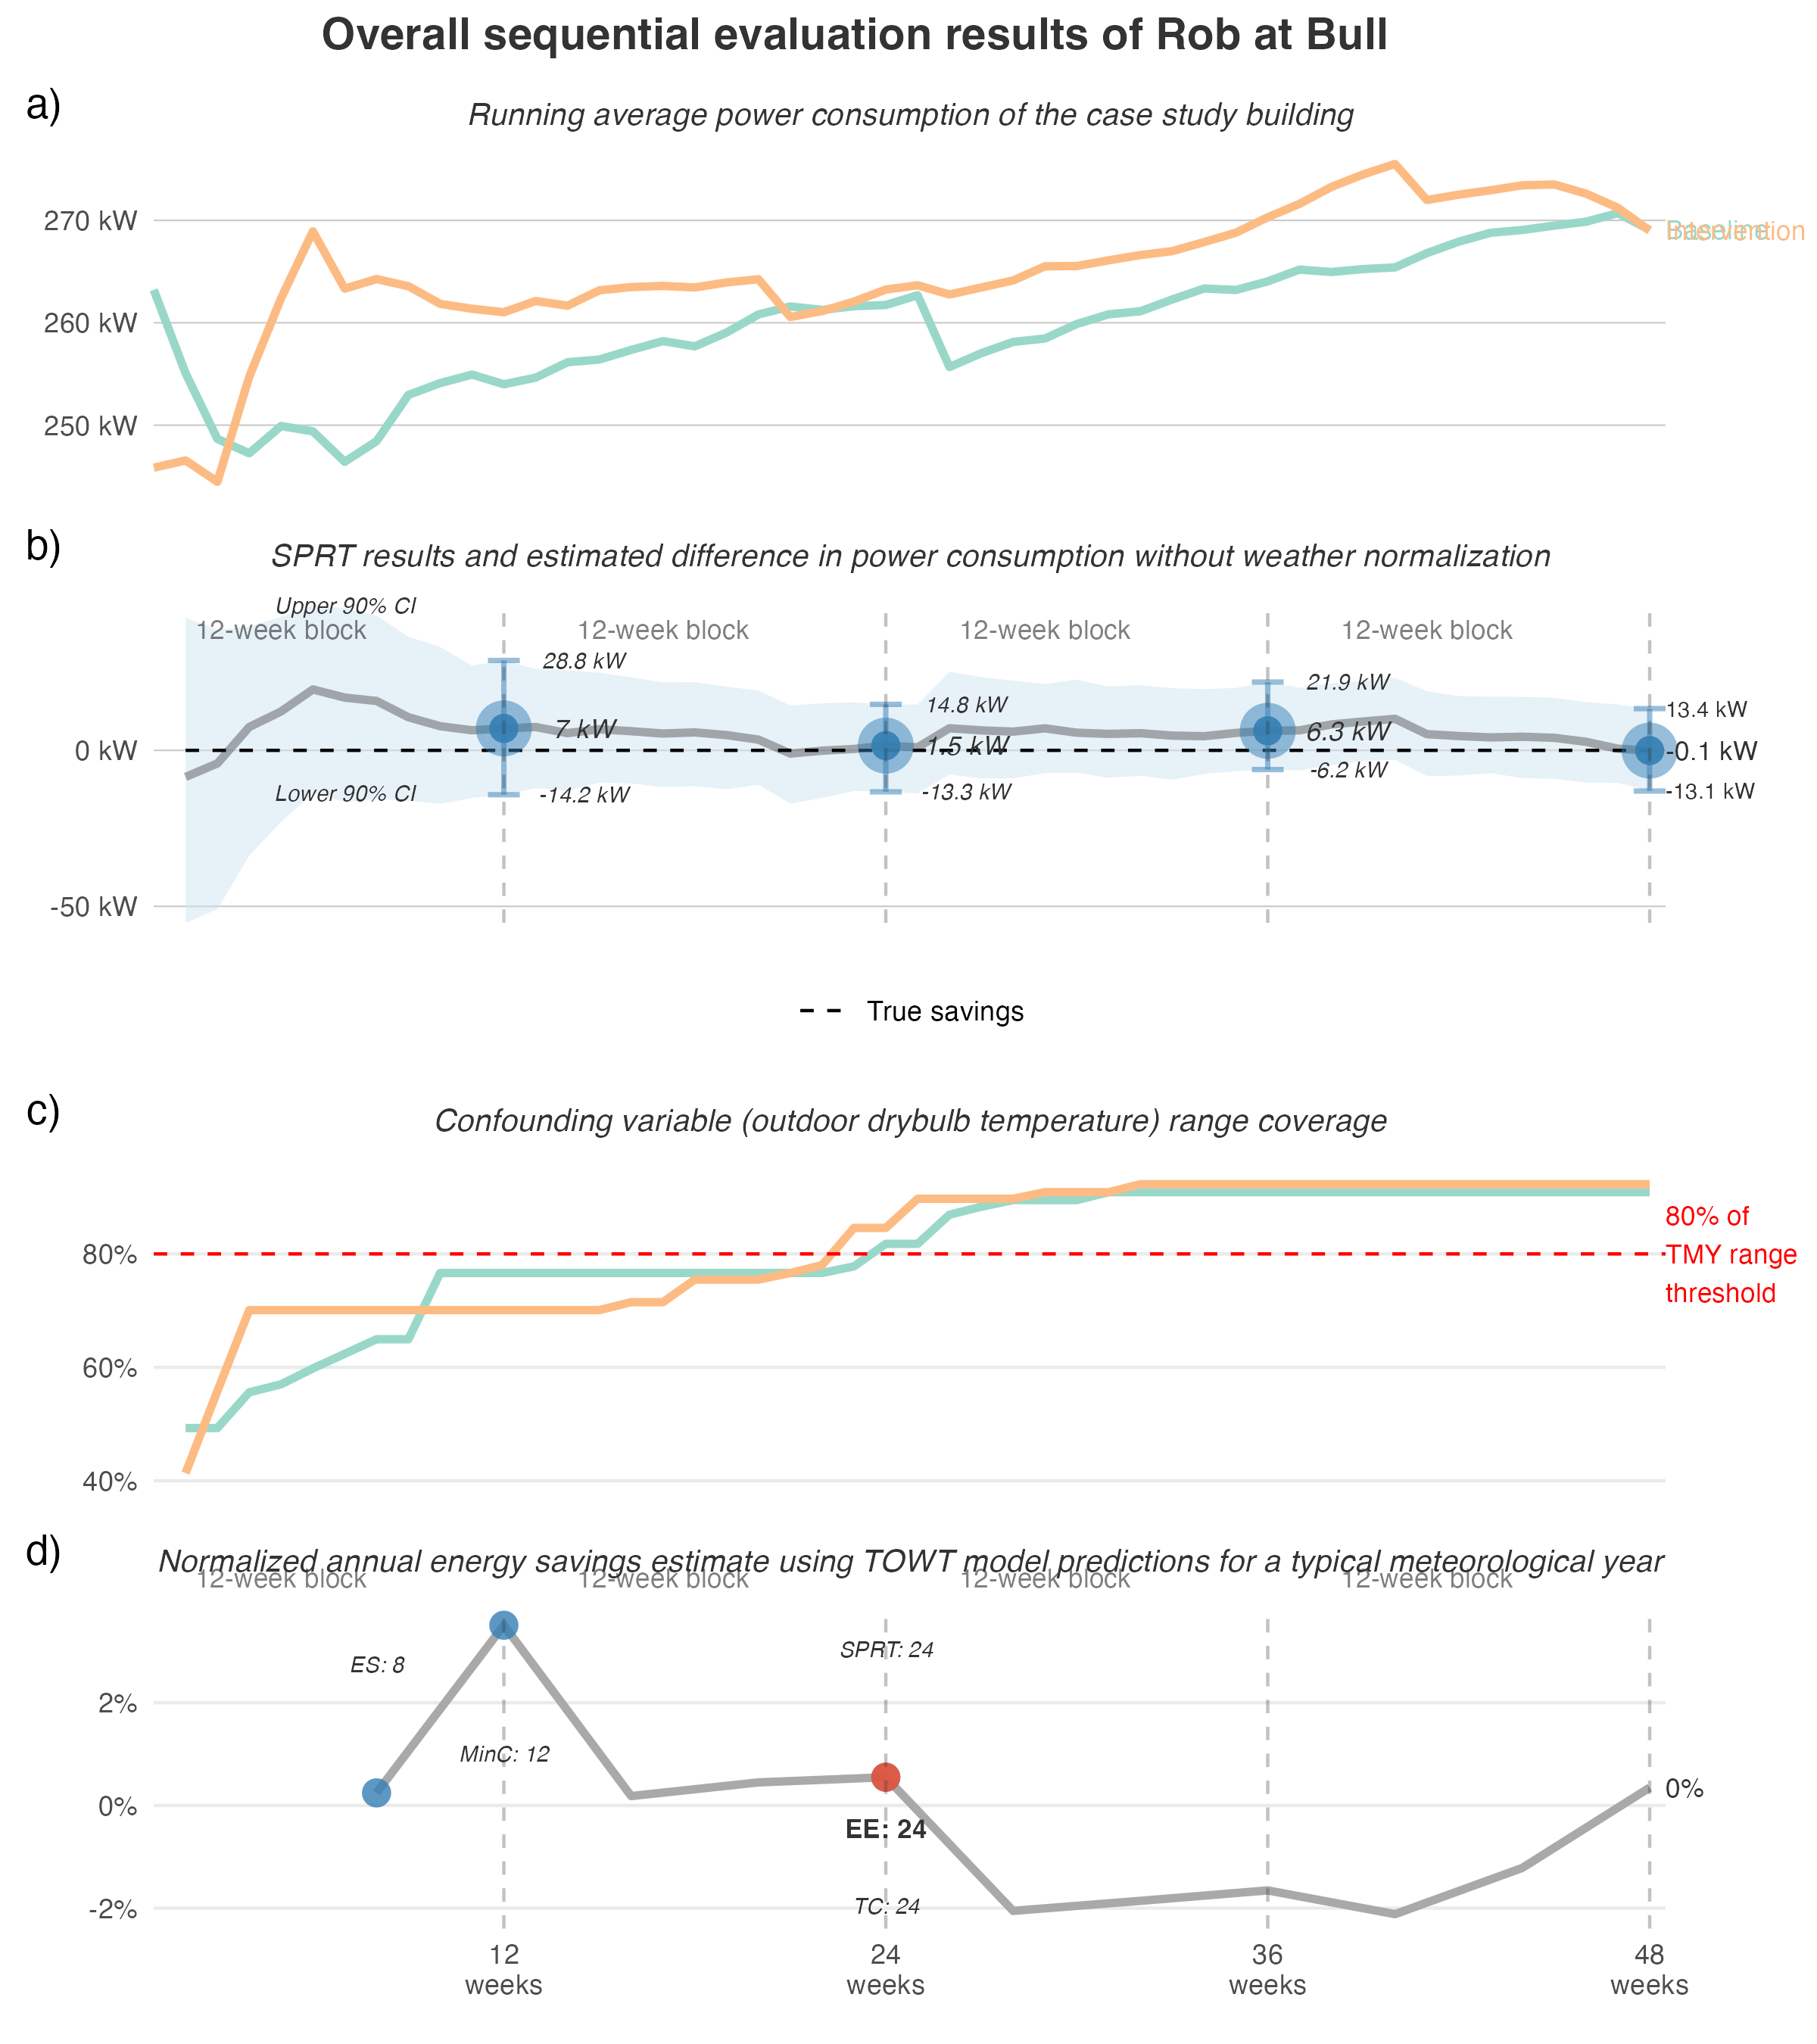 Overall sequential evaluation results of Rob at Bull
a)
Running average power consumption of the case study building
270 kW
260 kW
250 kW
Baseline
Intervention
b)
SPRT results and estimated difference in power consumption without weather normalization
Upper 90% CI
12-week block
12-week block
12-week block
12-week block
28.8 kW
14.8 kW
21.9 kW
13.4 kW
7 kW
1.5 kW
6.3 kW
-0.1 kW
0 kW
Lower 90% CI
-14.2 kW
-13.3 kW
-6.2 kW
-13.1 kW
-50 kW
True savings
c)
Confounding variable (outdoor drybulb temperature) range coverage
80%
60%
40%
80% of
TMY range
threshold
d)
Normalized annual energy savings estimate using TOWT model predictions for a typical meteorological year
12-week block
12-week block
12-week block
12-week block
ES: 8
SPRT: 24
2%
MinC: 12
0%
0%
EE: 24
TC: 24
-2%
12
weeks
24
weeks
36
weeks
48
weeks